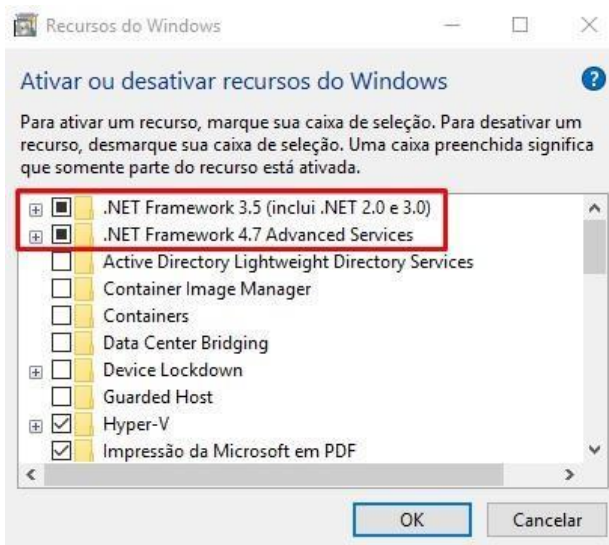 Recursos do Windows
Ativar ou desativar recursos do Windows
Para ativar um recurso, marque sua caixa de seleção. Para desativar um
recurso, desmarque sua caixa de seleção. Uma caixa preenchida significa
que somente parte do recurso está ativada.
.NET Framework 3.5 (inclui .NET 2.0 e 3.0)
.NET Framework 4.7 Advanced Services
Active Directory Lightweight Directory Services
Container Image Manager
Containers
Data Center Bridging
Device Lockdown
Guarded Host
Hyper-V
Impressão da Microsoft em PDF
OK
Cancelar